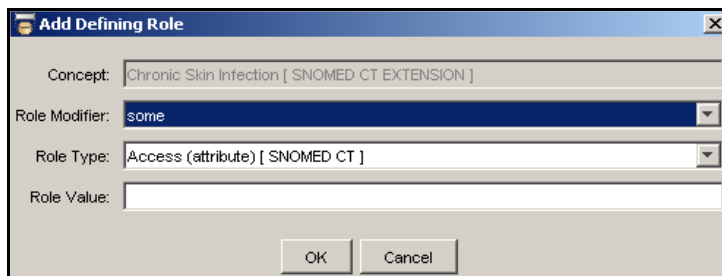 Add Defining Role
Concept: Chronic Skin Infection [ SNOMED CT EXTENSION ]
Role Modifier: some
Role Type: Access (attribute) [ SNOMED CT ]
Role Value:
OK Cancel